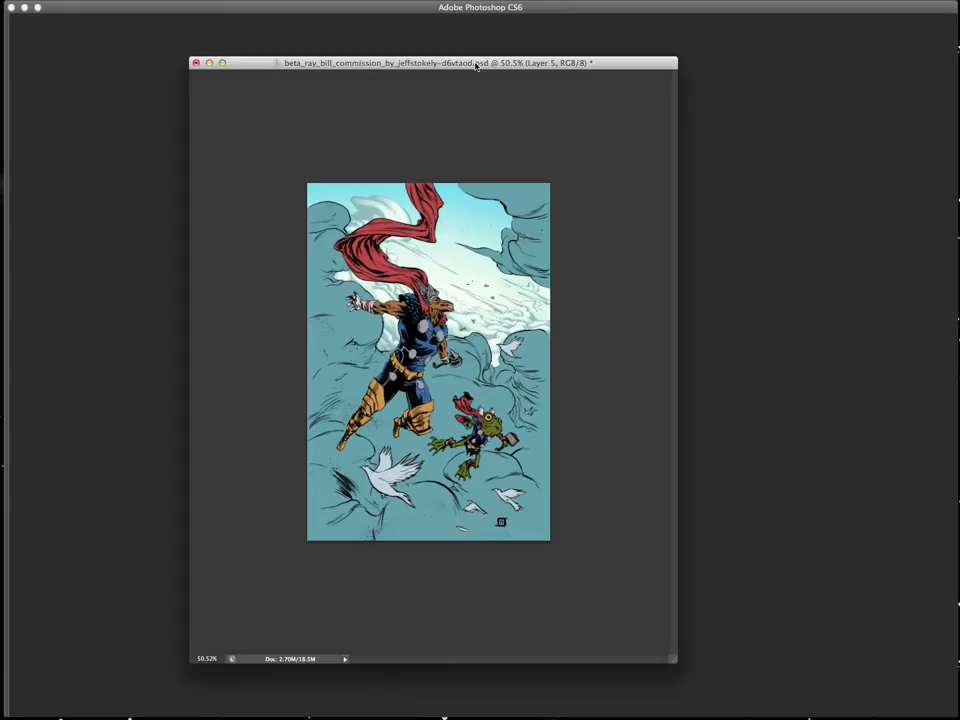 Adobe Photoshop CS6
beta_ray_bill_commission_by_jeffstokely-d6vtaod.psd @ 50.5% (Layer 5, RGB/8) *
50.52%
Doc: 2.70M/18.5M